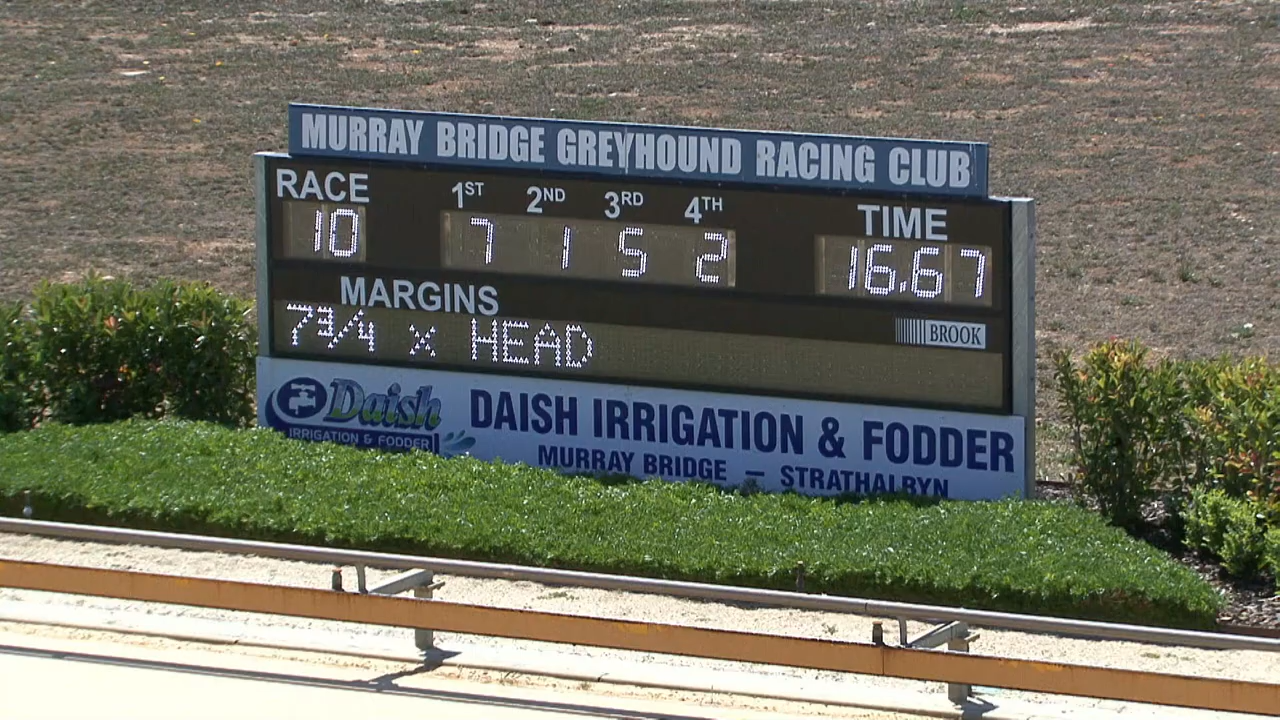 MURRAY BRIDGE GREYHOUND RACING CLUB
RACE 1ST 2ND 3RD 4TH TIME
10 7 1 5 2 16.67
MARGINS
BROOK
7¾ x HEAD
Daish
IRRIGATION & FODDER
DAISH IRRIGATION & FODDER
MURRAY BRIDGE — STRATHALBYN